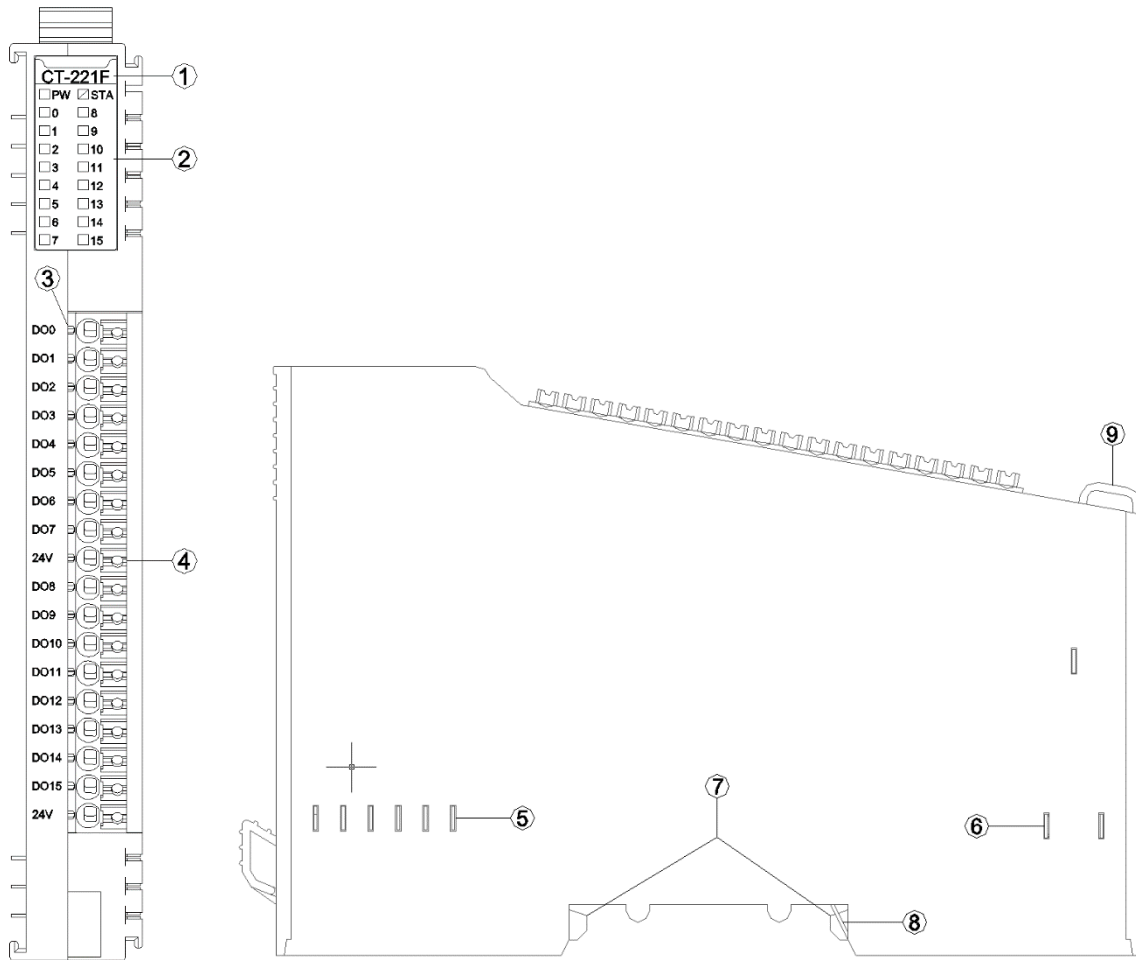 CT-221F
①
PW STA
0 8
1 9
2 10
3 11
4 12
5 13
6 14
7 15
②
③
DO0
DO1
DO2
DO3
DO4
DO5
DO6
DO7
24V
④
DO8
DO9
DO10
DO11
DO12
DO13
DO14
DO15
24V
⑨
⑦
⑤
⑥
⑧